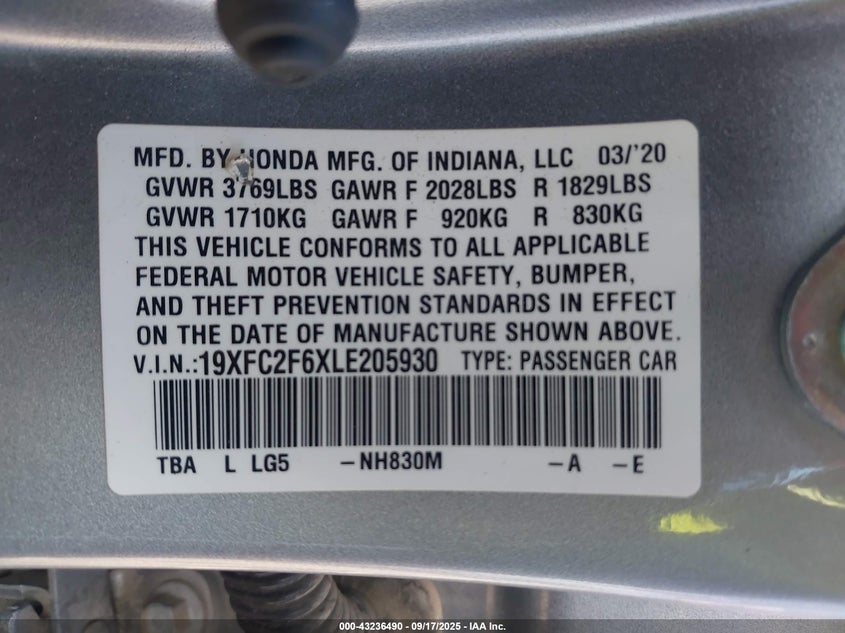 MFD. BY HONDA MFG. OF INDIANA, LLC 03/'20
GVWR 3769LBS GAWR F 2028LBS R 1829LBS
GVWR 1710KG GAWR F 920KG R 830KG
THIS VEHICLE CONFORMS TO ALL APPLICABLE
FEDERAL MOTOR VEHICLE SAFETY, BUMPER,
AND THEFT PREVENTION STANDARDS IN EFFECT
ON THE DATE OF MANUFACTURE SHOWN ABOVE.
V.I.N.:19XFC2F6XLE205930 TYPE: PASSENGER CAR
TBA L LG5 -NH830M -A -E
000-43236490 - 09/17/2025 - IAA Inc.